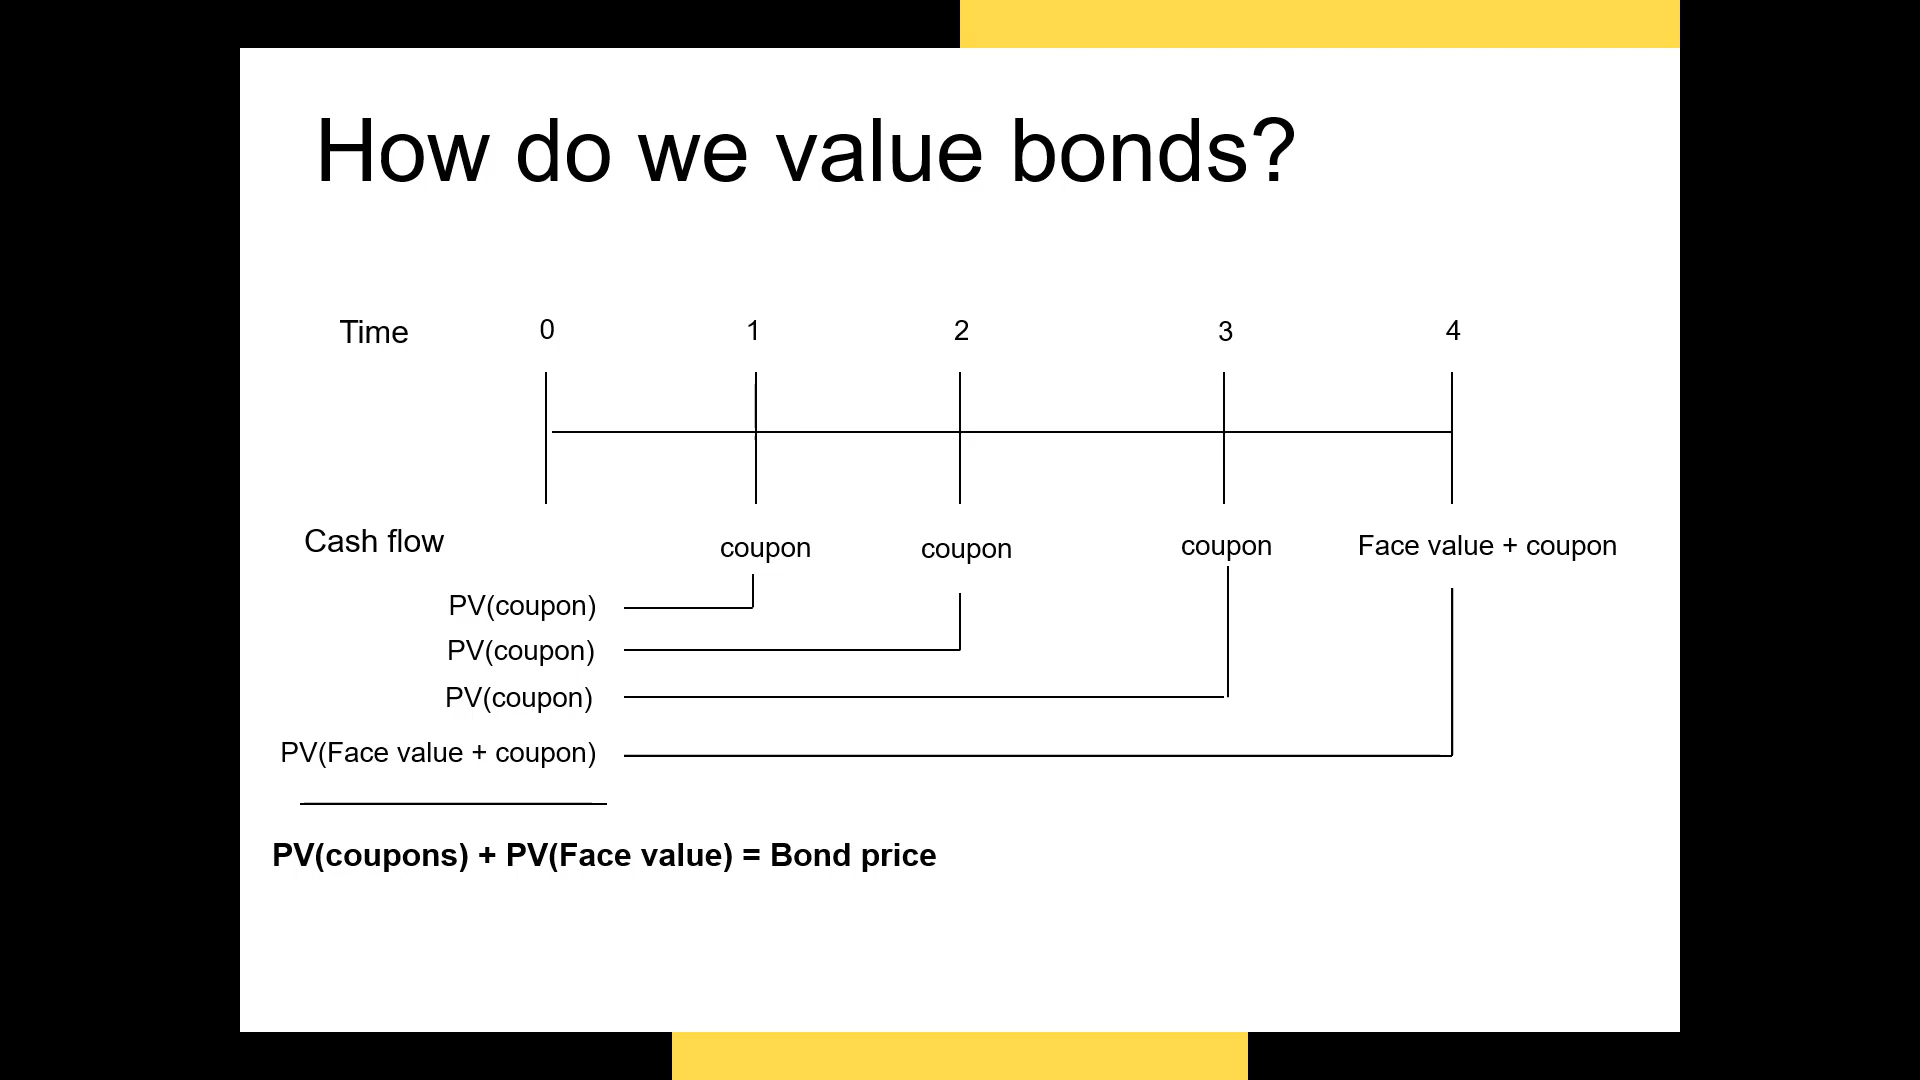 How do we value bonds?
Time 0 1 2 3 4
Cash flow coupon coupon coupon Face value + coupon
PV(coupon)
PV(coupon)
PV(coupon)
PV(Face value + coupon)
PV(coupons) + PV(Face value) = Bond price